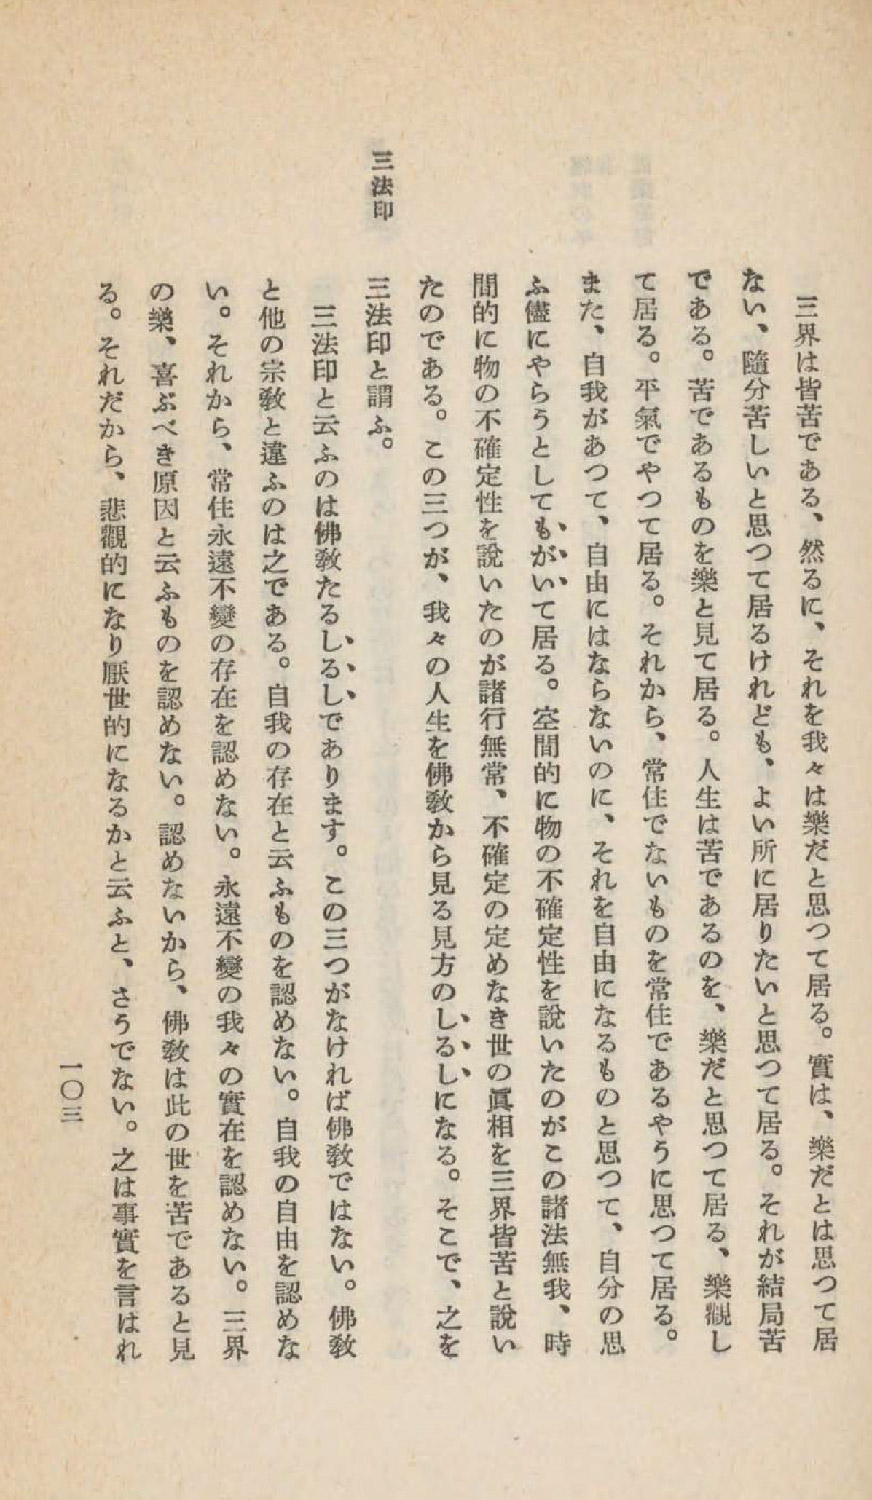 三界は皆苦である、然るに、それを我々は樂だと思つて居る。實は、樂だとは思つて居
ない、隨分苦しいと思つて居るけれども、よい所に居りたいと思つて居る。それが結局苦
である。苦であるものを樂と見て居る。人生は苦であるのを、樂だと思つて居る、樂觀し
て居る。平氣でやつて居る。それから、常住でないものを常住であるやうに思つて居る。
また、自我があつて、自由にはならないのに、それを自由になるものと思つて、自分の思
ふ儘にやらうとしてもがいて居る。空間的に物の不確定性を說いたのがこの諸法無我、時
間的に物の不確定性を說いたのが諸行無常、不確定の定めなき世の眞相を三界皆苦と說い
たのである。この三つが、我々の人生を佛敎から見る見方のしるしになる。そこで、之を
三法印
三法印と謂ふ。
三法印と云ふのは佛敎たるしるしであります。この三つがなければ佛敎ではない。佛敎
と他の宗敎と違ふのは之である。自我の存在と云ふものを認めない。自我の自由を認めな
い。それから、常住永遠不變の存在を認めない。永遠不變の我々の實在を認めない。三界
の樂、喜ぶべき原因と云ふものを認めない。認めないから、佛敎は此の世を苦であると見
る。それだから、悲觀的になり厭世的になるかと云ふと、さうでない。之は事實を言はれ
一〇三